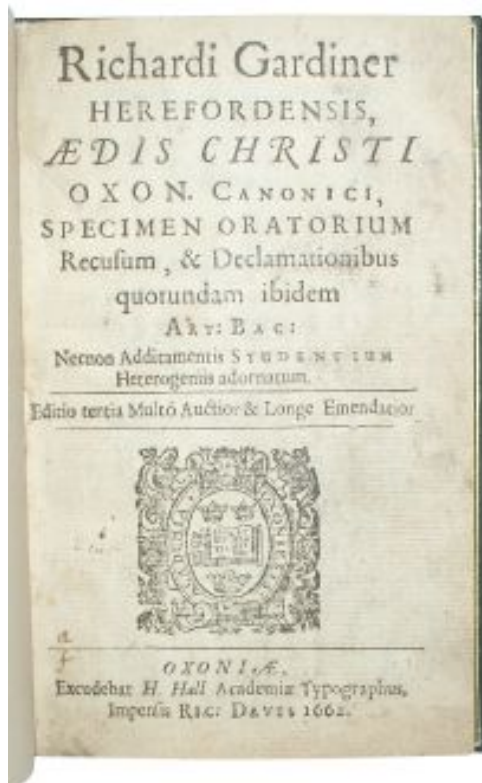 Richardi Gardiner
HEREFORDENSIS,
ÆDIS CHRISTI
OXON. CANONICI,
SPECIMEN ORATORIUM
Recusum, & Declamationibus
quorundam ibidem
ART: BAC:
Necnon Additamentis STUDENTIUM
Heterogeniis adornatum.
Editio tertia Multò Auctior & Longe Emendatior
OXONIÆ,
Excudebat H. Hall Academiæ Typographus,
Impensis RIC: DAVIS 1662.